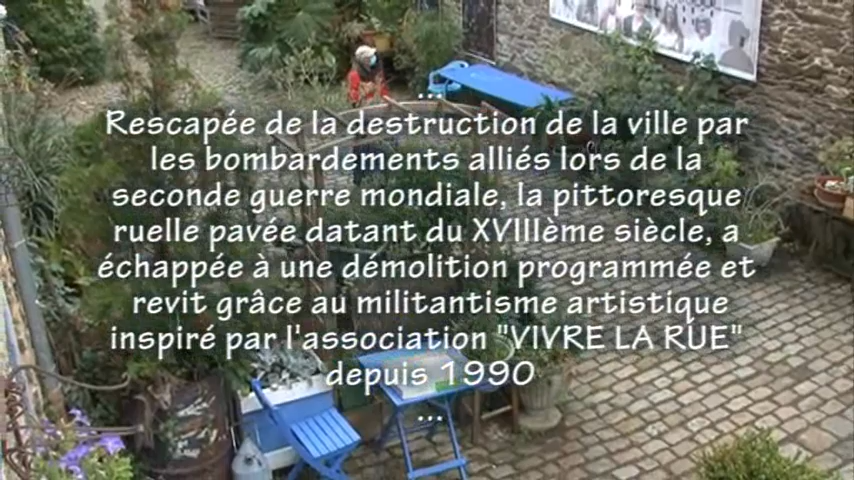 ...
Rescapée de la destruction de la ville par
les bombardements alliés lors de la
seconde guerre mondiale, la pittoresque
ruelle pavée datant du XVIIIème siècle, a
échappée à une démolition programmée et
revit grâce au militantisme artistique
inspiré par l'association "VIVRE LA RUE"
depuis 1990
...